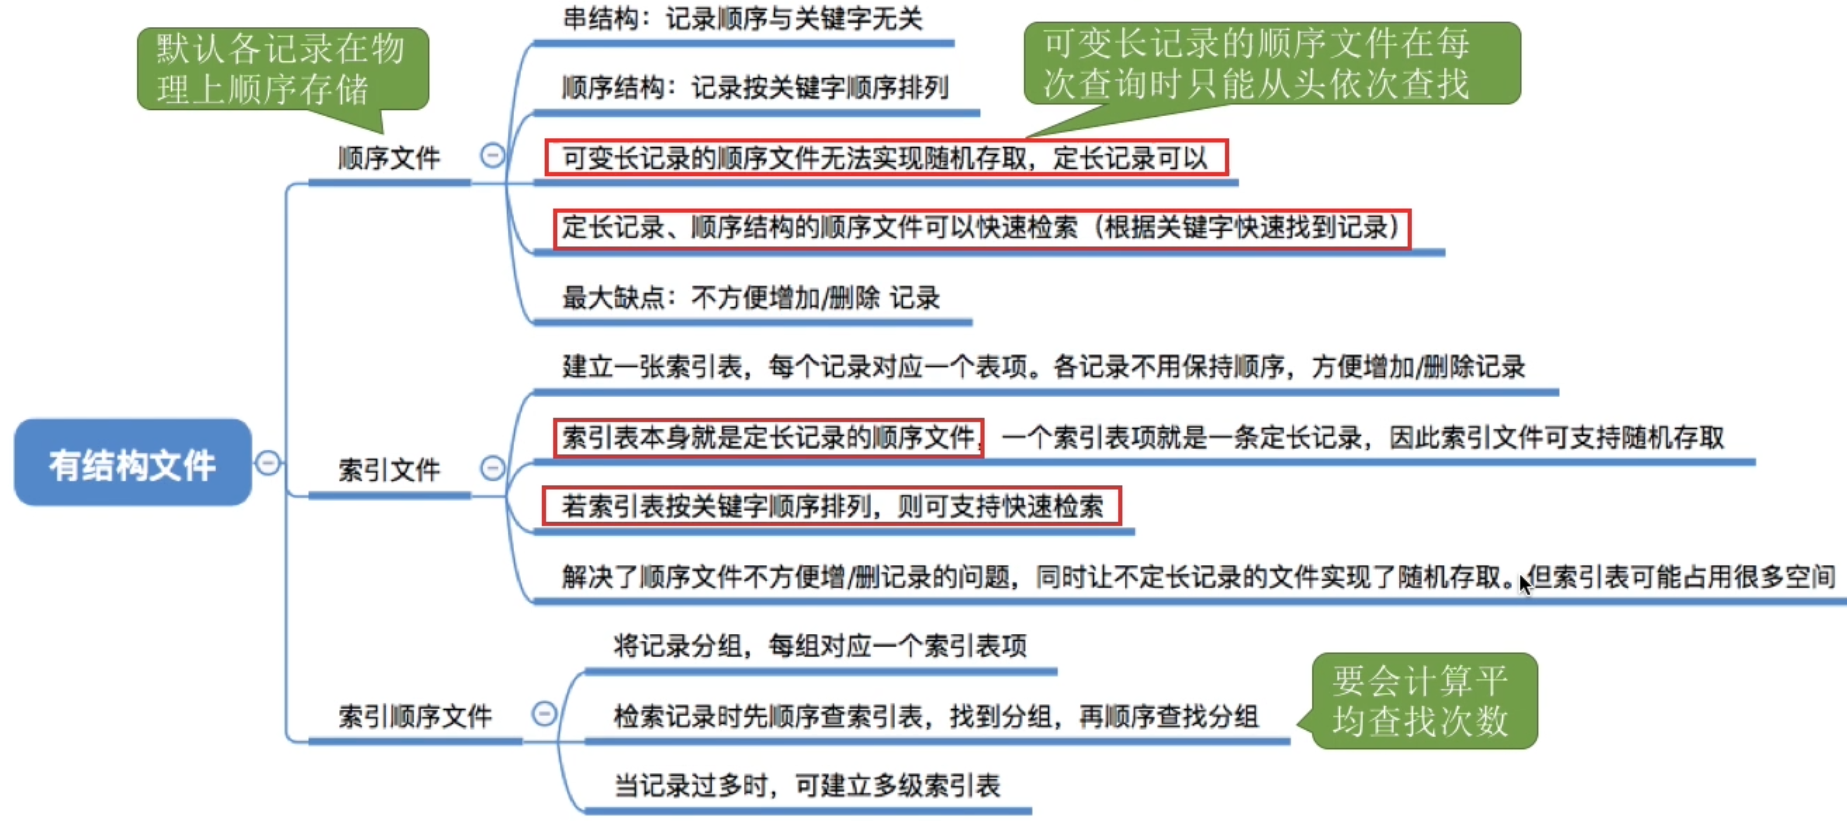 串结构：记录顺序与关键字无关
默认各记录在物
理上顺序存储
可变长记录的顺序文件在每
次查询时只能从头依次查找
顺序结构：记录按关键字顺序排列
顺序文件
可变长记录的顺序文件无法实现随机存取，定长记录可以
定长记录、顺序结构的顺序文件可以快速检索（根据关键字快速找到记录）
最大缺点：不方便增加/删除 记录
有结构文件
索引文件
建立一张索引表，每个记录对应一个表项。各记录不用保持顺序，方便增加/删除记录
索引表本身就是定长记录的顺序文件，一个索引表项就是一条定长记录，因此索引文件可支持随机存取
若索引表按关键字顺序排列，则可支持快速检索
解决了顺序文件不方便增/删记录的问题，同时让不定长记录的文件实现了随机存取。但索引表可能占用很多空间
索引顺序文件
将记录分组，每组对应一个索引表项
检索记录时先顺序查索引表，找到分组，再顺序查找分组
要会计算平
均查找次数
当记录过多时，可建立多级索引表